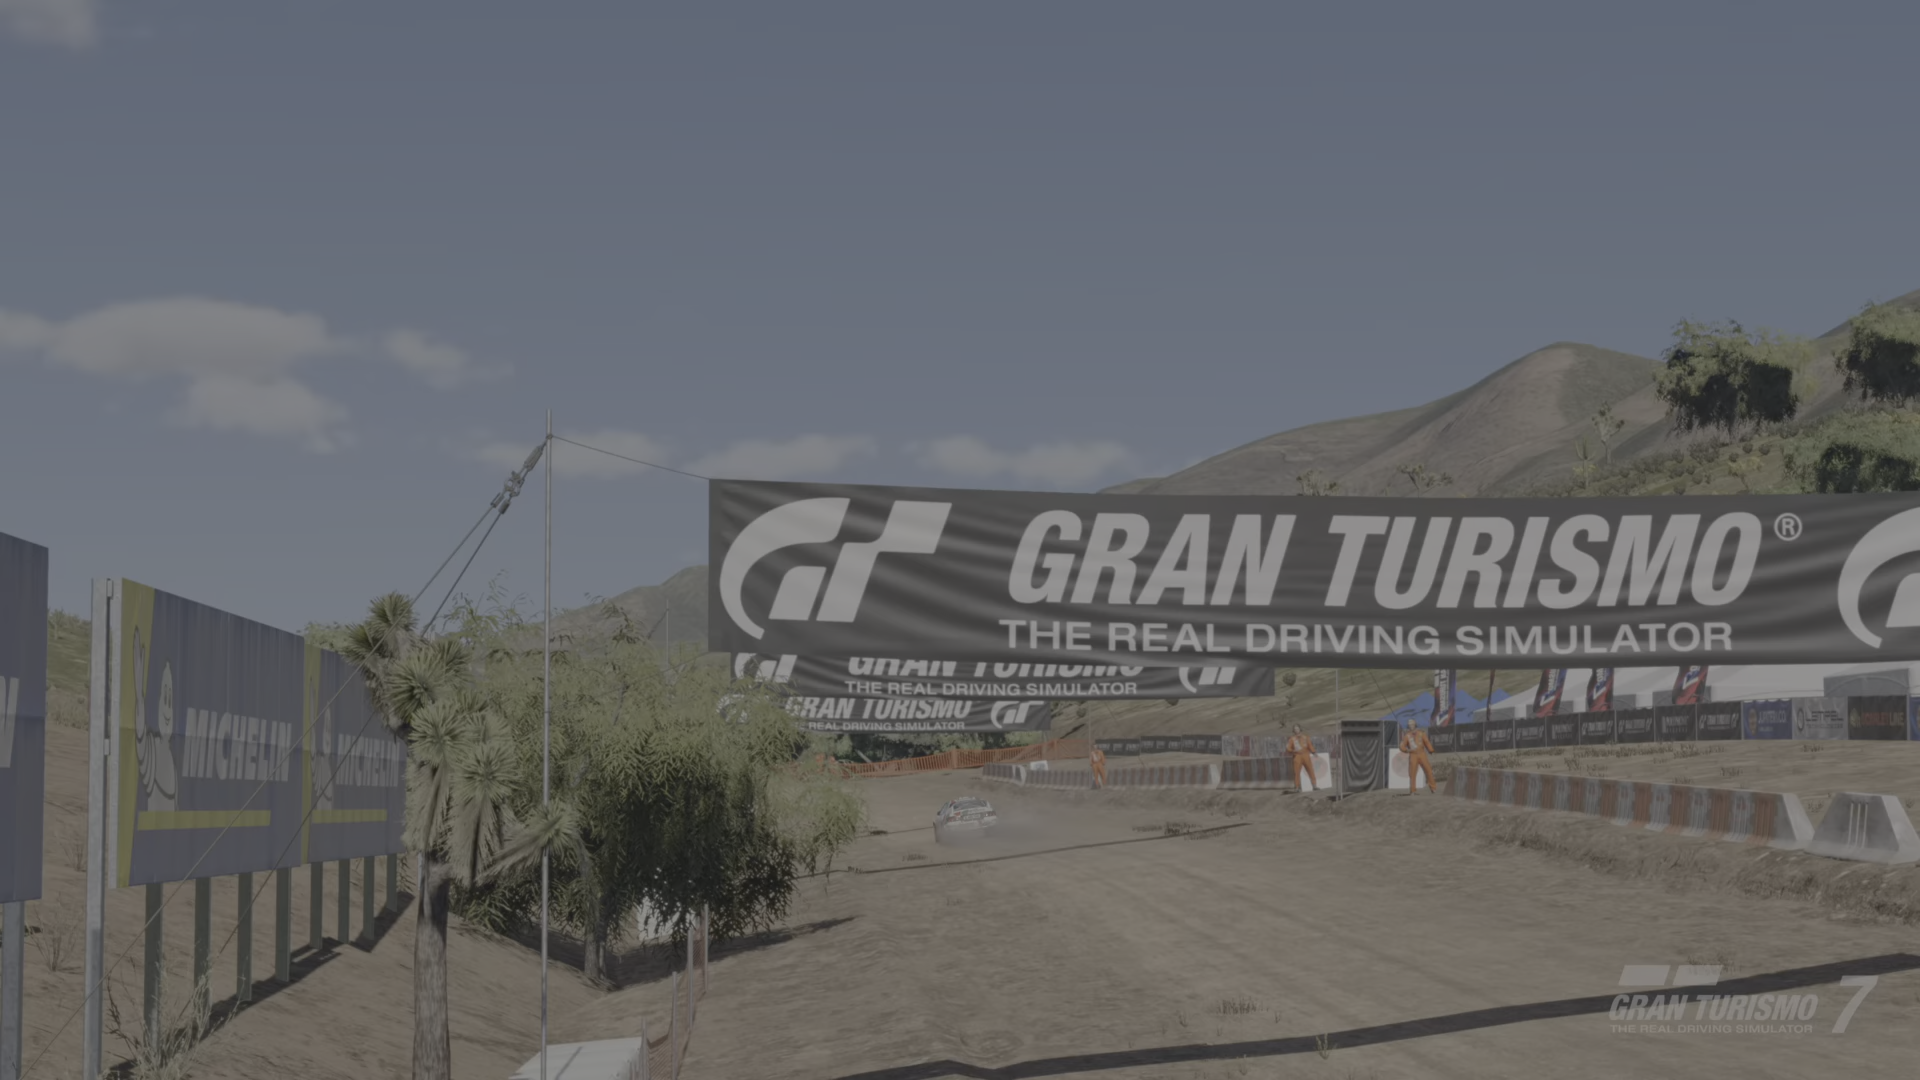 GRAN TURISMO®
THE REAL DRIVING SIMULATOR
GRAN TURISMO
THE REAL DRIVING SIMULATOR
GRAN TURISMO
REAL DRIVING SIMULATOR
MICHELIN
MICHELIN
GRAN TURISMO 7
THE REAL DRIVING SIMULATOR